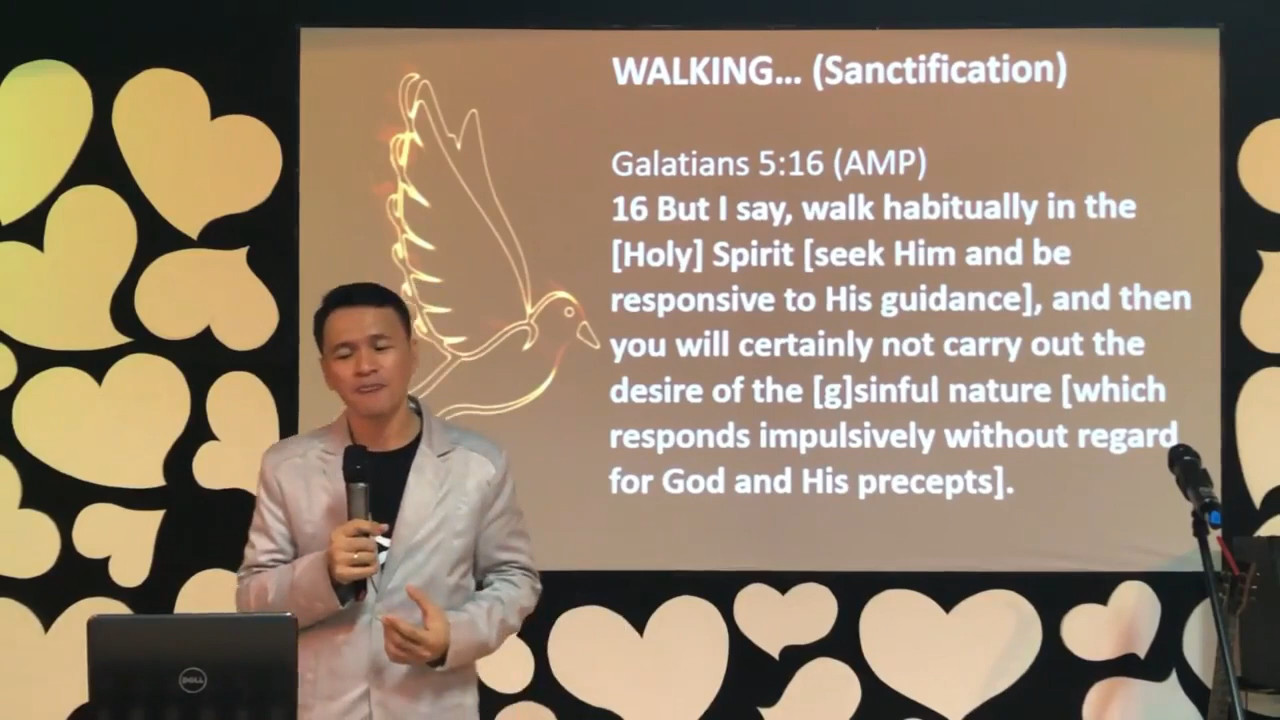 WALKING... (Sanctification)
Galatians 5:16 (AMP)
16 But I say, walk habitually in the
[Holy] Spirit [seek Him and be
responsive to His guidance], and then
you will certainly not carry out the
desire of the [g]sinful nature [which
responds impulsively without regard
for God and His precepts].
DELL